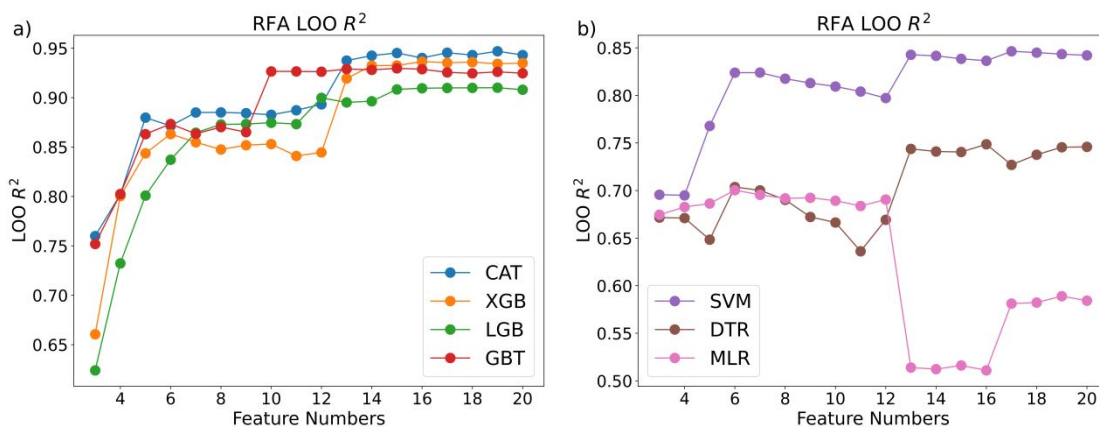 a)
RFA LOO R²
LOO R²
0.95
0.90
0.85
0.80
0.75
0.70
0.65
4 6 8 10 12 14 16 18 20
Feature Numbers
CAT
XGB
LGB
GBT
b)
RFA LOO R²
LOO R²
0.85
0.80
0.75
0.70
0.65
0.60
0.55
0.50
4 6 8 10 12 14 16 18 20
Feature Numbers
SVM
DTR
MLR